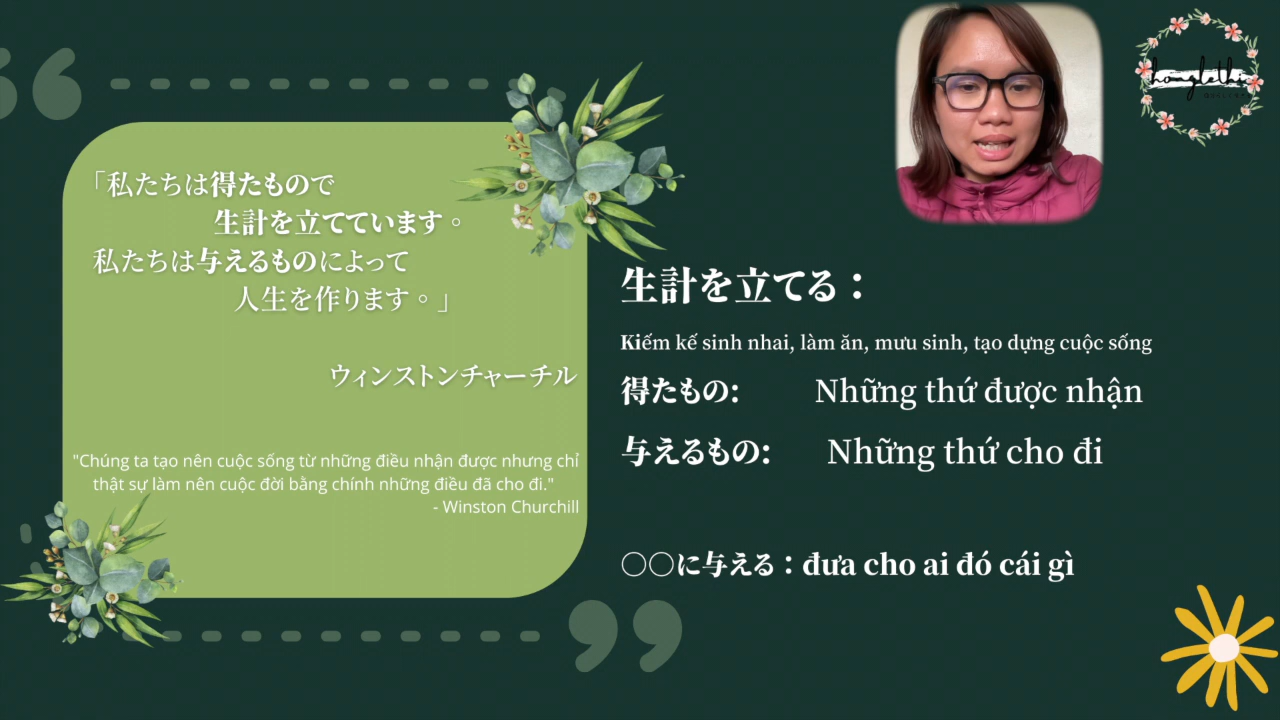 「私たちは得たもので
生計を立てています。
私たちは与えるものによって
人生を作ります。」
ウィンストンチャーチル
"Chúng ta tạo nên cuộc sống từ những điều nhận được nhưng chỉ
thật sự làm nên cuộc đời bằng chính những điều đã cho đi."
- Winston Churchill
生計を立てる：
Kiếm kế sinh nhai, làm ăn, mưu sinh, tạo dựng cuộc sống
得たもの: Những thứ được nhận
与えるもの: Những thứ cho đi
○○に与える：đưa cho ai đó cái gì